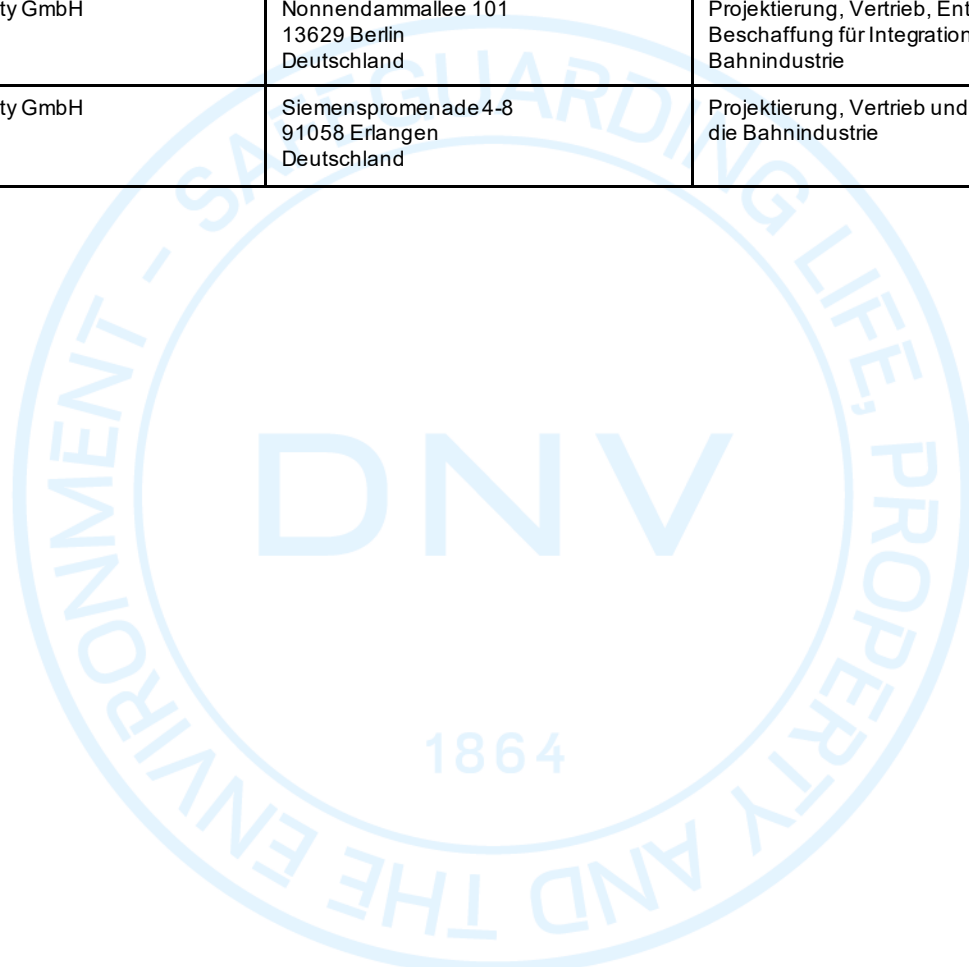 ty GmbH
Nonnendammallee 101
13629 Berlin
Deutschland
Projektierung, Vertrieb, Ent
Beschaffung für Integration
Bahnindustrie
ty GmbH
Siemenspromenade 4-8
91058 Erlangen
Deutschland
Projektierung, Vertrieb und
die Bahnindustrie
SAFEGUARDING LIFE, PROPERTY AND THE ENVIRONMENT -
DNV
1864